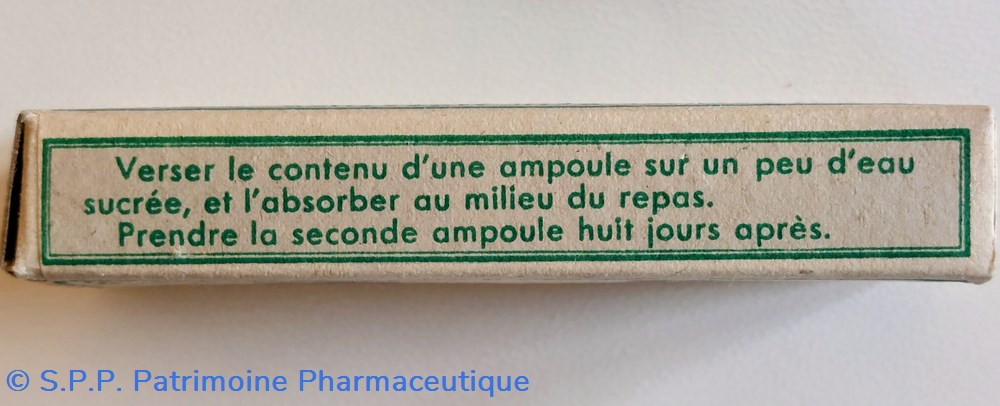 Verser le contenu d'une ampoule sur un peu d'eau
sucrée, et l'absorber au milieu du repas.
Prendre la seconde ampoule huit jours après.
© S.P.P. Patrimoine Pharmaceutique